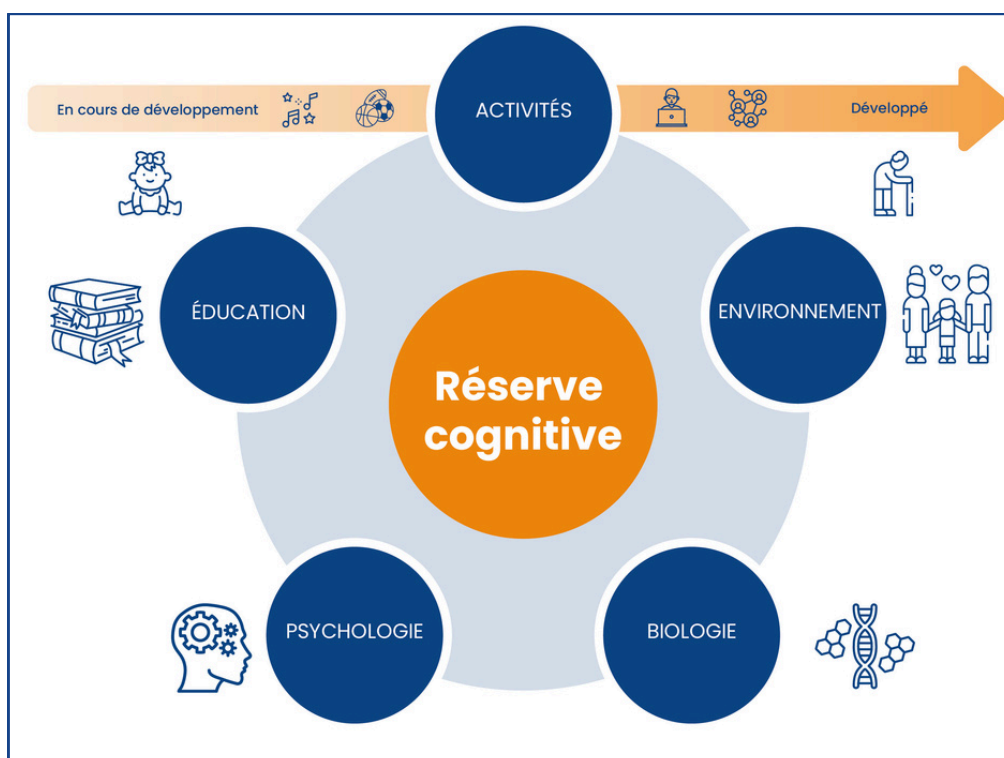 En cours de développement
ACTIVITÉS
Développé
ÉDUCATION
ENVIRONNEMENT
Réserve
cognitive
PSYCHOLOGIE
BIOLOGIE